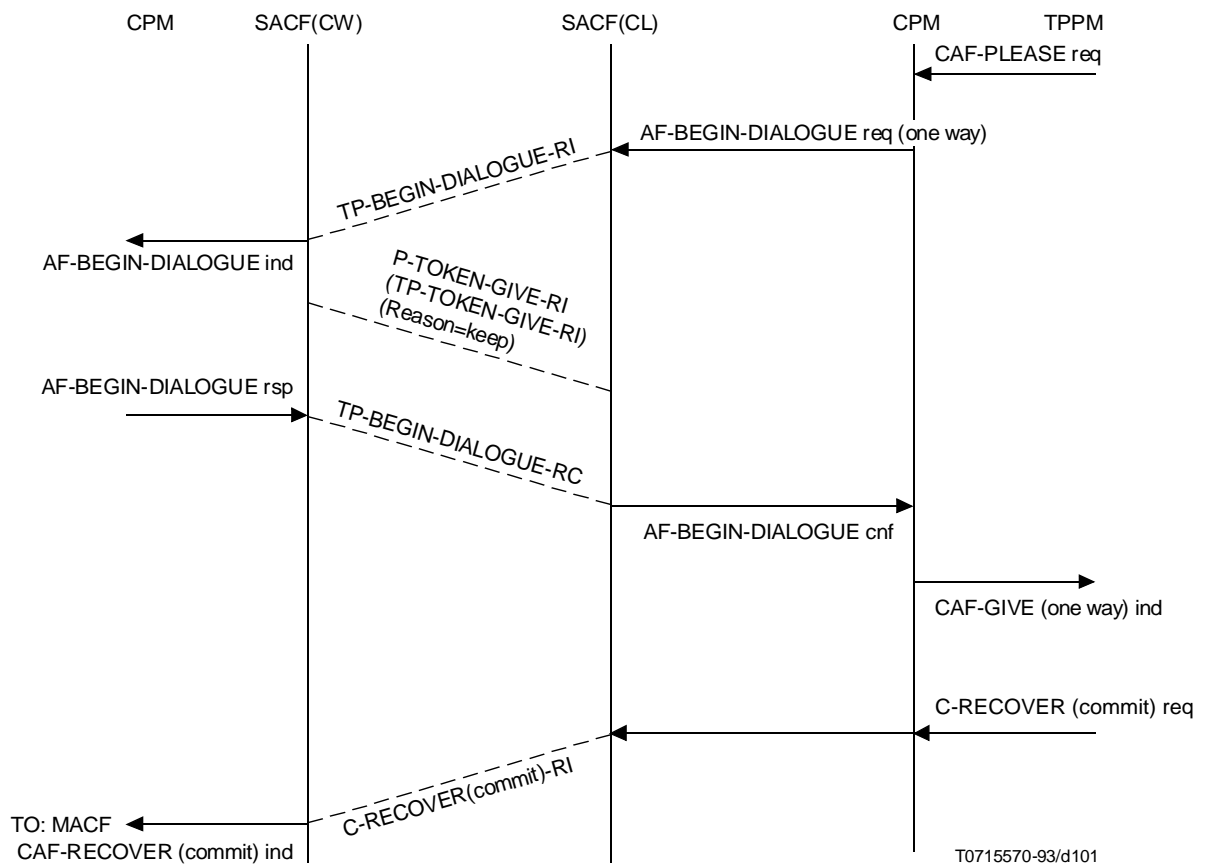 CPM SACF(CW) SACF(CL) CPM TPPM
CAF-PLEASE req
AF-BEGIN-DIALOGUE req (one way)
TP-BEGIN-DIALOGUE-RI
AF-BEGIN-DIALOGUE ind
P-TOKEN-GIVE-RI
(TP-TOKEN-GIVE-RI)
(Reason=keep)
AF-BEGIN-DIALOGUE rsp
TP-BEGIN-DIALOGUE-RC
AF-BEGIN-DIALOGUE cnf
CAF-GIVE (one way) ind
C-RECOVER (commit) req
C-RECOVER(commit)-RI
TO: MACF
CAF-RECOVER (commit) ind
T0715570-93/d101